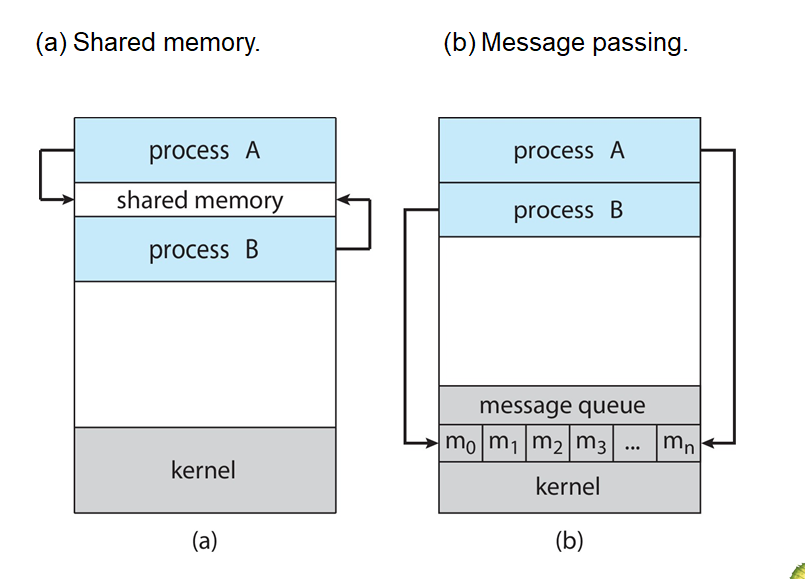 (a) Shared memory.
(b) Message passing.
process A
shared memory
process B
kernel
(a)
process A
process B
message queue
m0 m1 m2 m3 ... mn
kernel
(b)